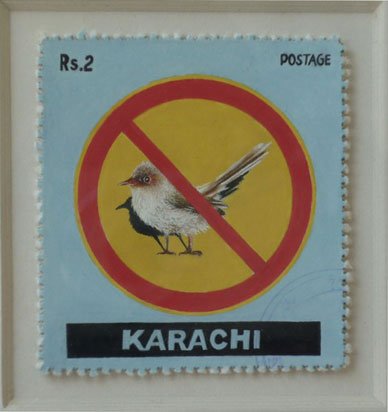 Rs.2
POSTAGE
KARACHI